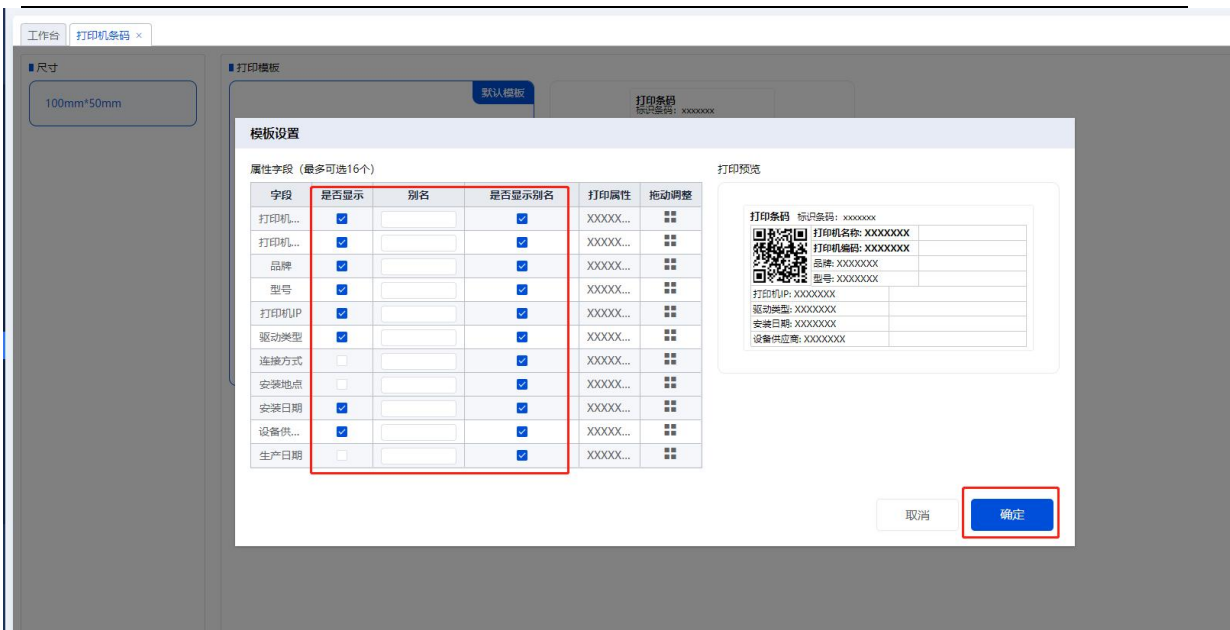 工作台 打印机条码 ×
尺寸
100mm*50mm
打印模板
默认模板
打印条码
标识条码：xxxxxxx
模板设置
属性字段（最多可选16个）
字段 是否显示 别名 是否显示别名 打印属性 拖动调整
打印机... XXXXX...
打印机... XXXXX...
品牌 XXXXX...
型号 XXXXX...
打印机IP XXXXX...
驱动类型 XXXXX...
连接方式 XXXXX...
安装地点 XXXXX...
安装日期 XXXXX...
设备供... XXXXX...
生产日期 XXXXX...
打印预览
打印条码 标识条码：xxxxxxx
打印机名称: XXXXXXX
打印机编码: XXXXXXX
品牌: XXXXXXX
型号: XXXXXXX
打印机IP: XXXXXXX
驱动类型: XXXXXXX
安装日期: XXXXXXX
设备供应商: XXXXXXX
取消 确定